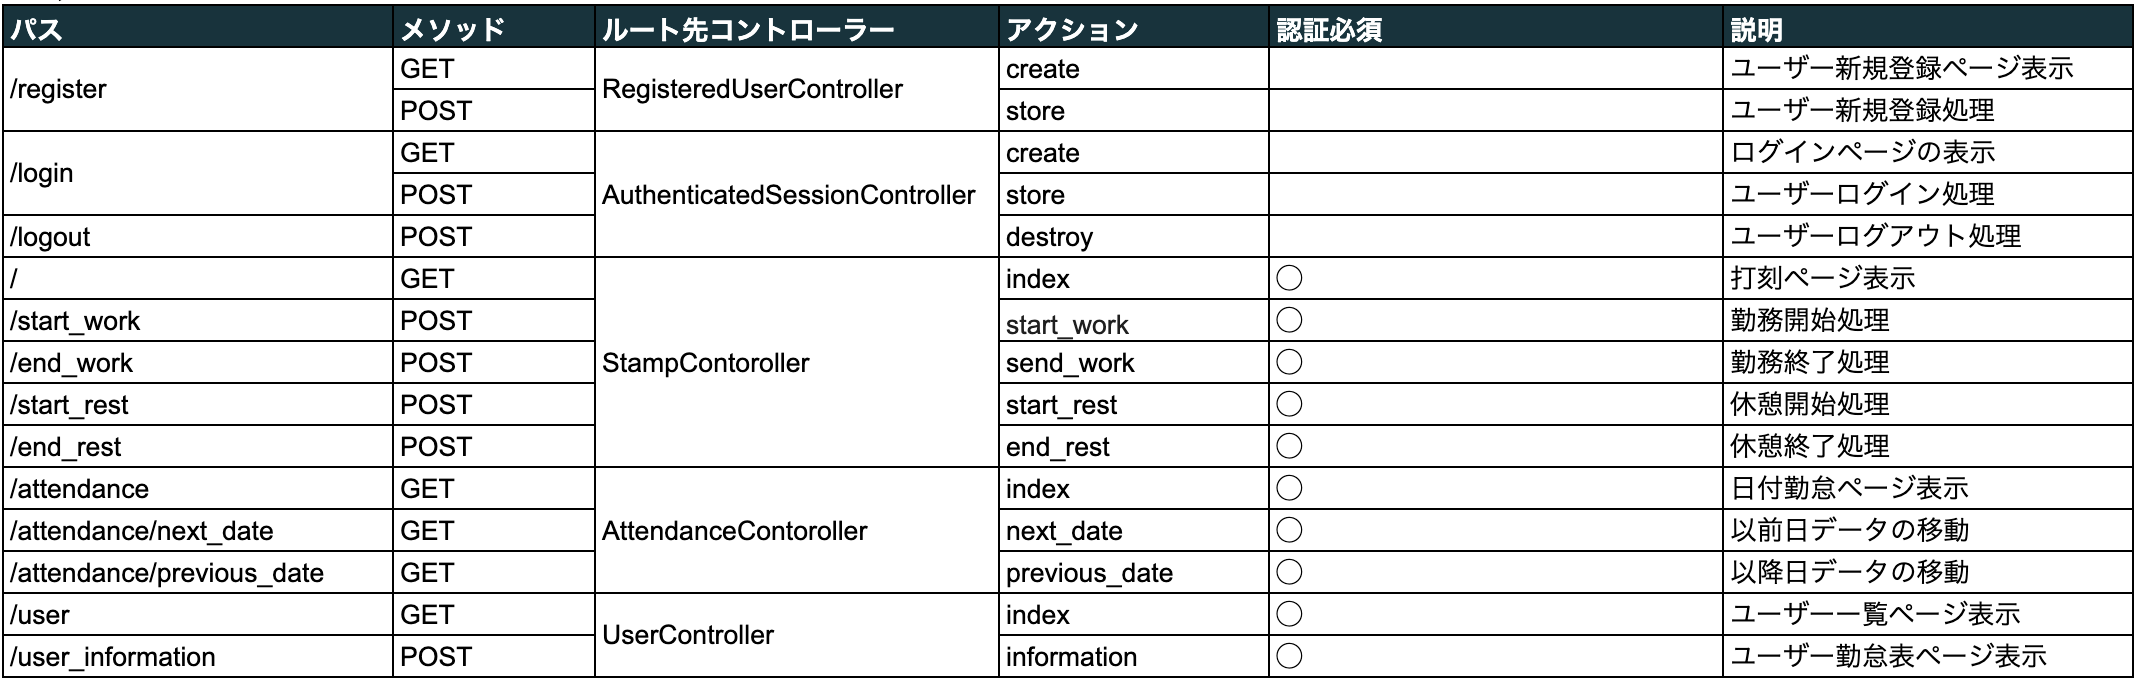 パス メソッド ルート先コントローラー アクション 認証必須 説明
/register GET RegisteredUserController create ユーザー新規登録ページ表示
POST store ユーザー新規登録処理
/login GET AuthenticatedSessionController create ログインページの表示
POST store ユーザーログイン処理
/logout POST destroy ユーザーログアウト処理
/ GET StampContoroller index ◯ 打刻ページ表示
/start_work POST start_work ◯ 勤務開始処理
/end_work POST send_work ◯ 勤務終了処理
/start_rest POST start_rest ◯ 休憩開始処理
/end_rest POST end_rest ◯ 休憩終了処理
/attendance GET AttendanceContoroller index ◯ 日付勤怠ページ表示
/attendance/next_date GET next_date ◯ 以前日データの移動
/attendance/previous_date GET previous_date ◯ 以降日データの移動
/user GET UserController index ◯ ユーザー一覧ページ表示
/user_information POST information ◯ ユーザー勤怠表ページ表示